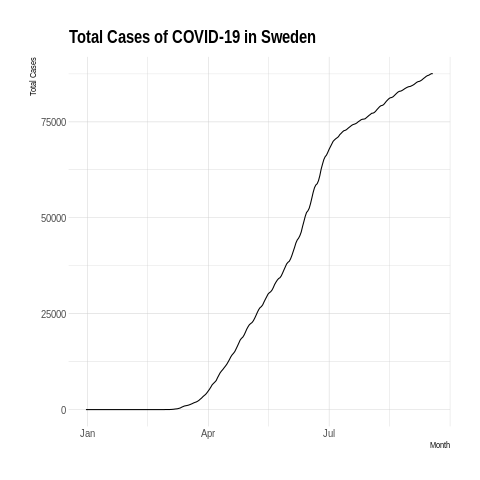 Total Cases of COVID-19 in Sweden
Total Cases
75000
50000
25000
0
Jan Apr Jul
Month